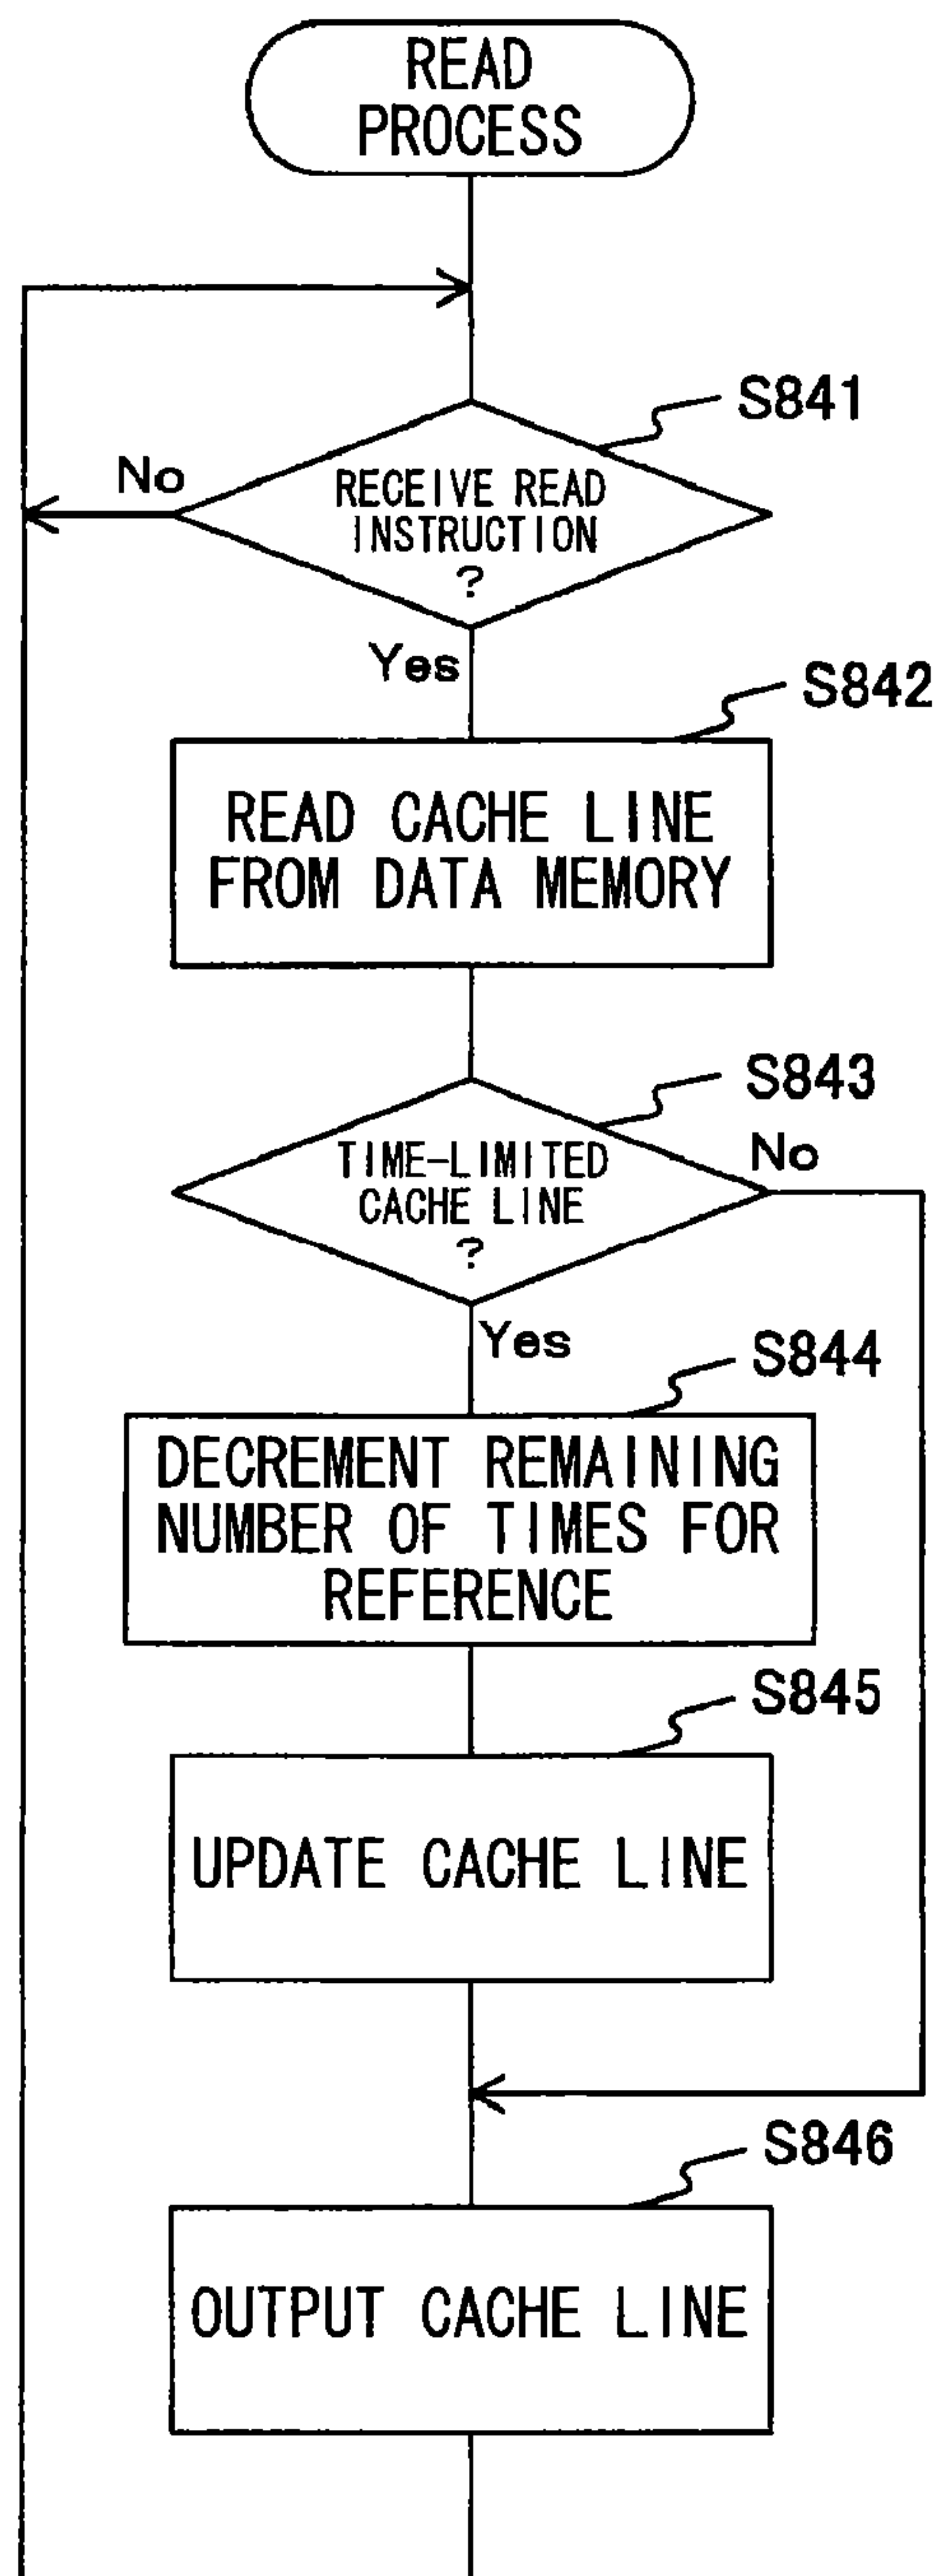 READ
PROCESS
S841
No
RECEIVE READ
INSTRUCTION
?
Yes
S842
READ CACHE LINE
FROM DATA MEMORY
S843
No
TIME-LIMITED
CACHE LINE
?
Yes
S844
DECREMENT REMAINING
NUMBER OF TIMES FOR
REFERENCE
S845
UPDATE CACHE LINE
S846
OUTPUT CACHE LINE